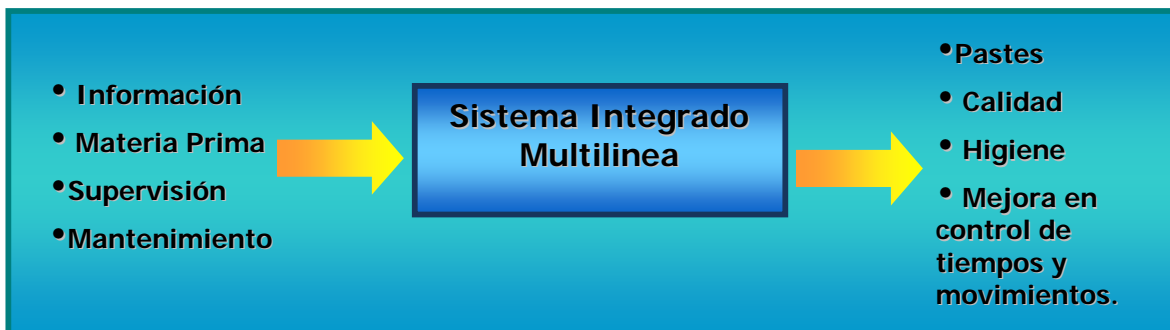 • Información
• Materia Prima
•Supervisión
•Mantenimiento
Sistema Integrado
Multilinea
•Pastes
• Calidad
• Higiene
• Mejora en
control de
tiempos y
movimientos.